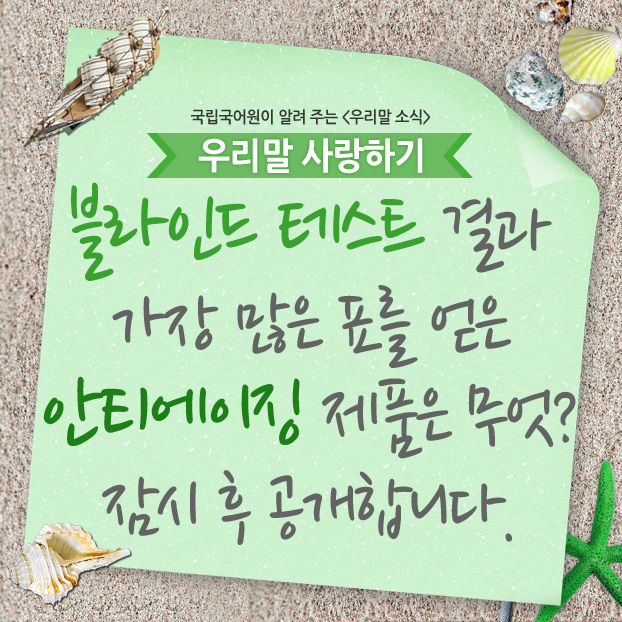 국립국어원이 알려 주는 <우리말 소식>
우리말 사랑하기
블라인드 테스트 결과
가장 많은 표를 얻은
안티에이징 제품은 무엇?
잠시 후 공개합니다.